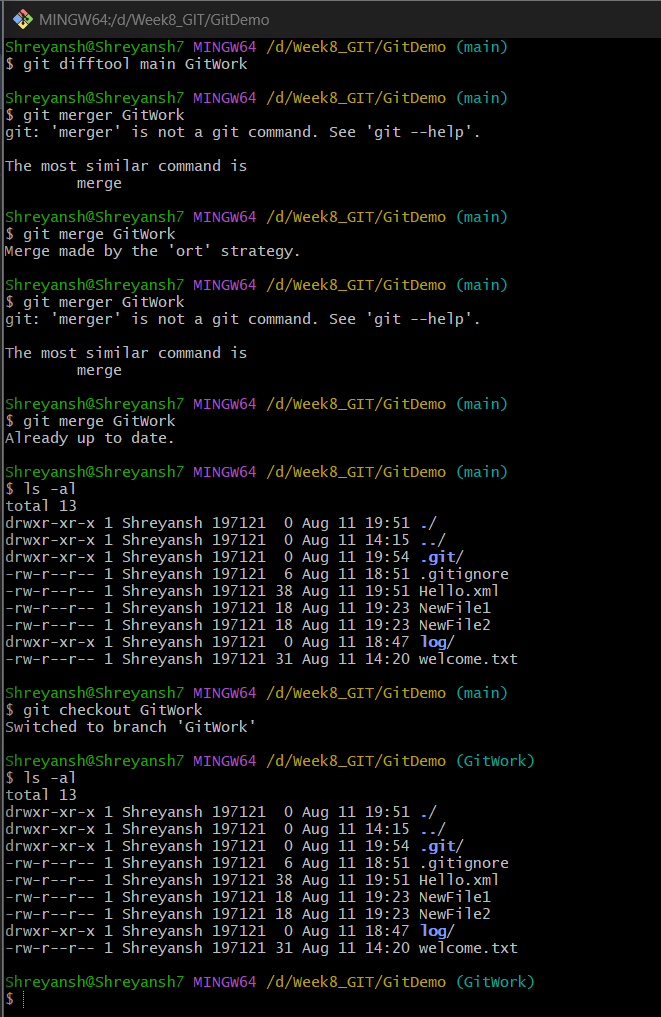 MINGW64:/d/Week8_GIT/GitDemo
Shreyansh@Shreyansh7 MINGW64 /d/Week8_GIT/GitDemo (main)
$ git difftool main GitWork
Shreyansh@Shreyansh7 MINGW64 /d/Week8_GIT/GitDemo (main)
$ git merger GitWork
git: 'merger' is not a git command. See 'git --help'.
The most similar command is
        merge
Shreyansh@Shreyansh7 MINGW64 /d/Week8_GIT/GitDemo (main)
$ git merge GitWork
Merge made by the 'ort' strategy.
Shreyansh@Shreyansh7 MINGW64 /d/Week8_GIT/GitDemo (main)
$ git merger GitWork
git: 'merger' is not a git command. See 'git --help'.
The most similar command is
        merge
Shreyansh@Shreyansh7 MINGW64 /d/Week8_GIT/GitDemo (main)
$ git merge GitWork
Already up to date.
Shreyansh@Shreyansh7 MINGW64 /d/Week8_GIT/GitDemo (main)
$ ls -al
total 13
drwxr-xr-x 1 Shreyansh 197121  0 Aug 11 19:51 ./
drwxr-xr-x 1 Shreyansh 197121  0 Aug 11 14:15 ../
drwxr-xr-x 1 Shreyansh 197121  0 Aug 11 19:54 .git/
-rw-r--r-- 1 Shreyansh 197121  6 Aug 11 18:51 .gitignore
-rw-r--r-- 1 Shreyansh 197121 38 Aug 11 19:51 Hello.xml
-rw-r--r-- 1 Shreyansh 197121 18 Aug 11 19:23 NewFile1
-rw-r--r-- 1 Shreyansh 197121 18 Aug 11 19:23 NewFile2
drwxr-xr-x 1 Shreyansh 197121  0 Aug 11 18:47 log/
-rw-r--r-- 1 Shreyansh 197121 31 Aug 11 14:20 welcome.txt
Shreyansh@Shreyansh7 MINGW64 /d/Week8_GIT/GitDemo (main)
$ git checkout GitWork
Switched to branch 'GitWork'
Shreyansh@Shreyansh7 MINGW64 /d/Week8_GIT/GitDemo (GitWork)
$ ls -al
total 13
drwxr-xr-x 1 Shreyansh 197121  0 Aug 11 19:51 ./
drwxr-xr-x 1 Shreyansh 197121  0 Aug 11 14:15 ../
drwxr-xr-x 1 Shreyansh 197121  0 Aug 11 19:54 .git/
-rw-r--r-- 1 Shreyansh 197121  6 Aug 11 18:51 .gitignore
-rw-r--r-- 1 Shreyansh 197121 38 Aug 11 19:51 Hello.xml
-rw-r--r-- 1 Shreyansh 197121 18 Aug 11 19:23 NewFile1
-rw-r--r-- 1 Shreyansh 197121 18 Aug 11 19:23 NewFile2
drwxr-xr-x 1 Shreyansh 197121  0 Aug 11 18:47 log/
-rw-r--r-- 1 Shreyansh 197121 31 Aug 11 14:20 welcome.txt
Shreyansh@Shreyansh7 MINGW64 /d/Week8_GIT/GitDemo (GitWork)
$